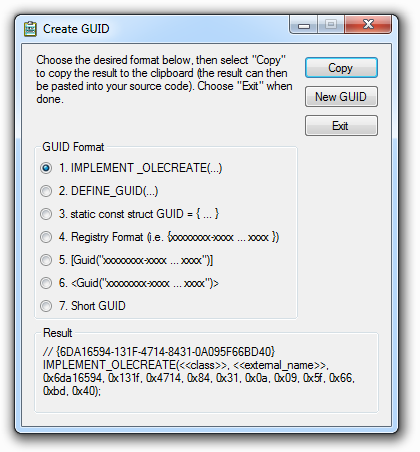 Create GUID
Choose the desired format below, then select "Copy"
to copy the result to the clipboard (the result can then
be pasted into your source code). Choose "Exit" when
done.
Copy
New GUID
Exit
GUID Format
1. IMPLEMENT _OLECREATE(...)
2. DEFINE_GUID(...)
3. static const struct GUID = { ... }
4. Registry Format (i.e. {xxxxxxxx-xxxx ... xxxx })
5. [Guid("xxxxxxxx-xxxx ... xxxx")]
6. <Guid("xxxxxxxx-xxxx ... xxxx")>
7. Short GUID
Result
// {6DA16594-131F-4714-8431-0A095F66BD40}
IMPLEMENT_OLECREATE(<<class>>, <<external_name>>,
0x6da16594, 0x131f, 0x4714, 0x84, 0x31, 0x0a, 0x09, 0x5f, 0x66,
0xbd, 0x40);